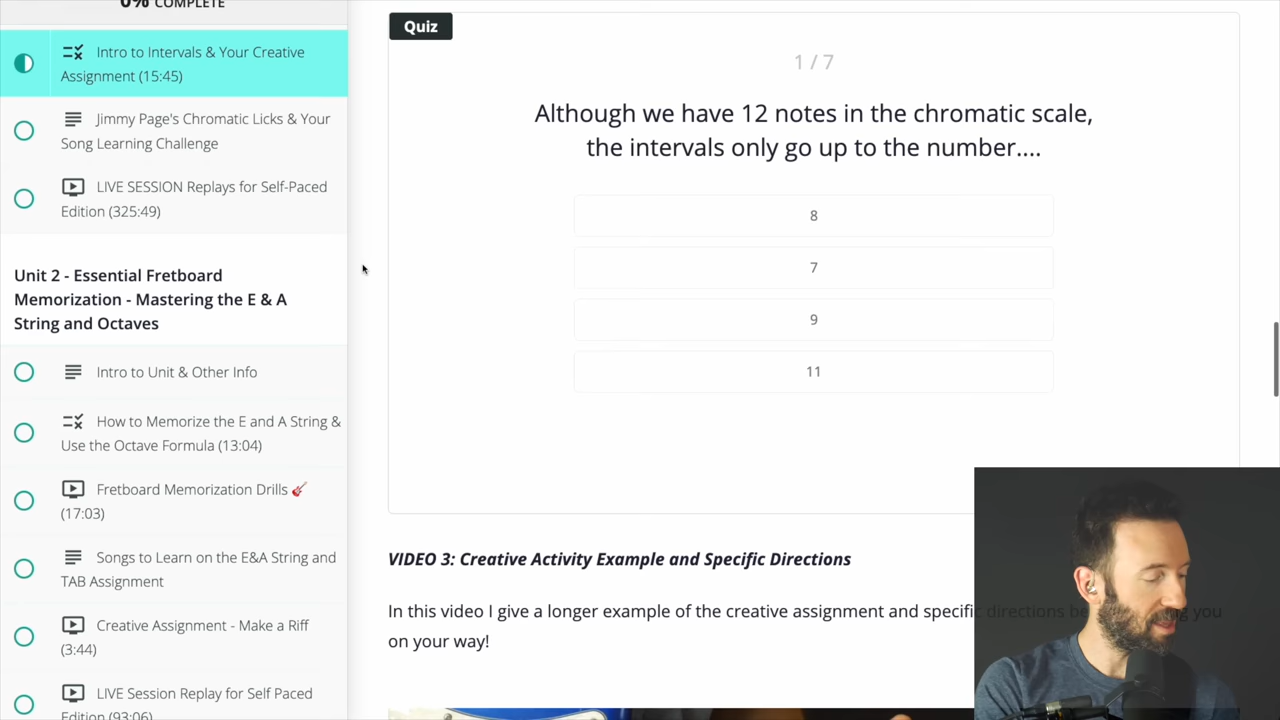 0% COMPLETE
Intro to Intervals & Your Creative
Assignment (15:45)
Jimmy Page's Chromatic Licks & Your
Song Learning Challenge
LIVE SESSION Replays for Self-Paced
Edition (325:49)
Unit 2 - Essential Fretboard
Memorization - Mastering the E & A
String and Octaves
Intro to Unit & Other Info
How to Memorize the E and A String &
Use the Octave Formula (13:04)
Fretboard Memorization Drills 🎸
(17:03)
Songs to Learn on the E&A String and
TAB Assignment
Creative Assignment - Make a Riff
(3:44)
LIVE Session Replay for Self Paced
Edition (93:06)
Quiz
1 / 7
Although we have 12 notes in the chromatic scale,
the intervals only go up to the number....
8
7
9
11
VIDEO 3: Creative Activity Example and Specific Directions
In this video I give a longer example of the creative assignment and specific directions you
on your way!